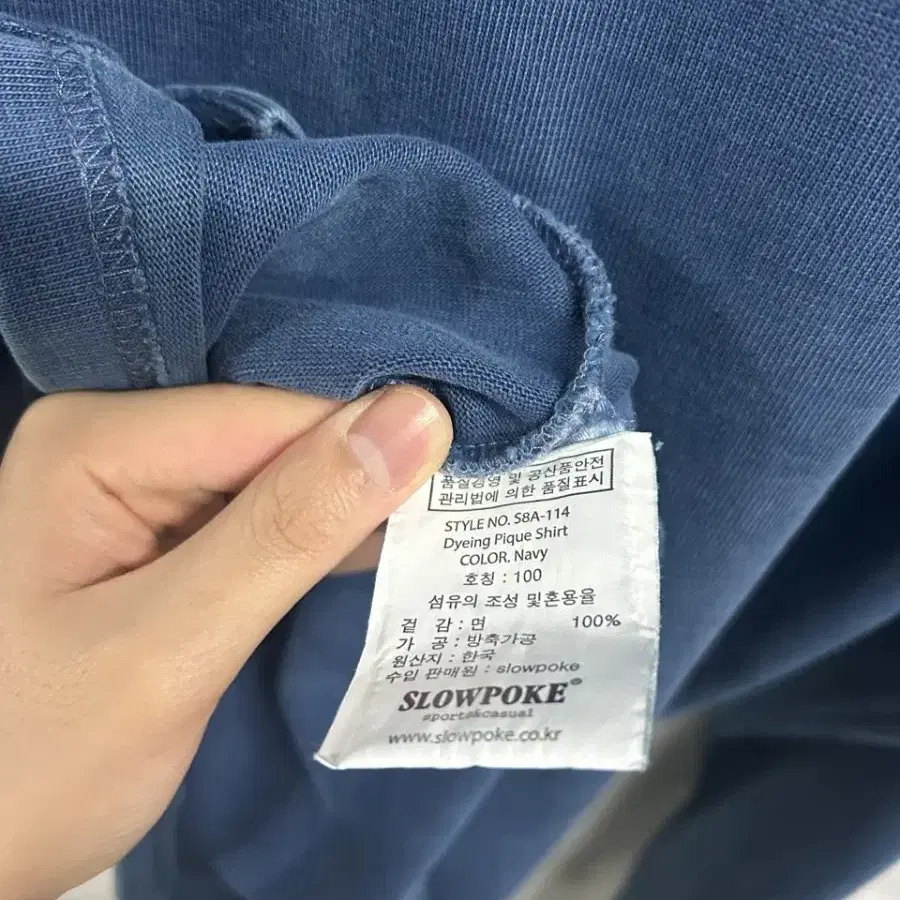 품질경영 및 공산품안전
관리법에 의한 품질표시
STYLE NO. S8A-114
Dyeing Pique Shirt
COLOR. Navy
호칭 : 100
섬유의 조성 및혼용율
겉 감 : 면 100%
가 공 : 방축가공
원산지 : 한국
수입 판매원 : slowpoke
SLOWPOKE®
sports&casual
www.slowpoke.co.kr